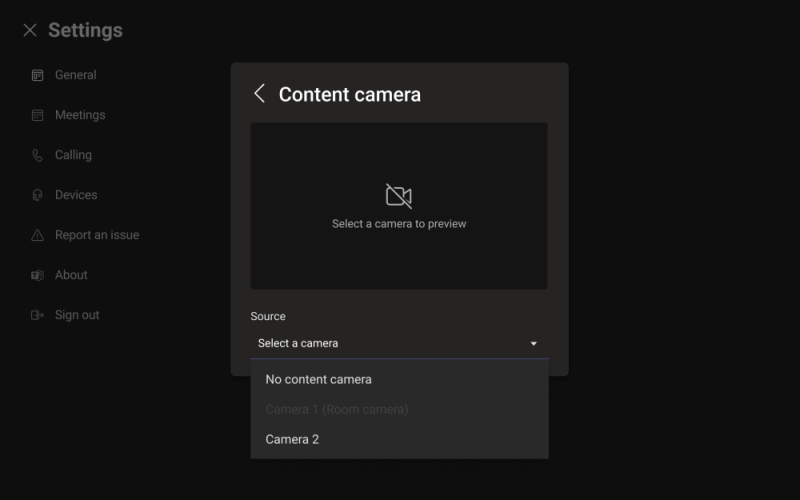 Settings
General
Meetings
Calling
Devices
Report an issue
About
Sign out
Content camera
Select a camera to preview
Source
Select a camera
No content camera
Camera 1 (Room camera)
Camera 2